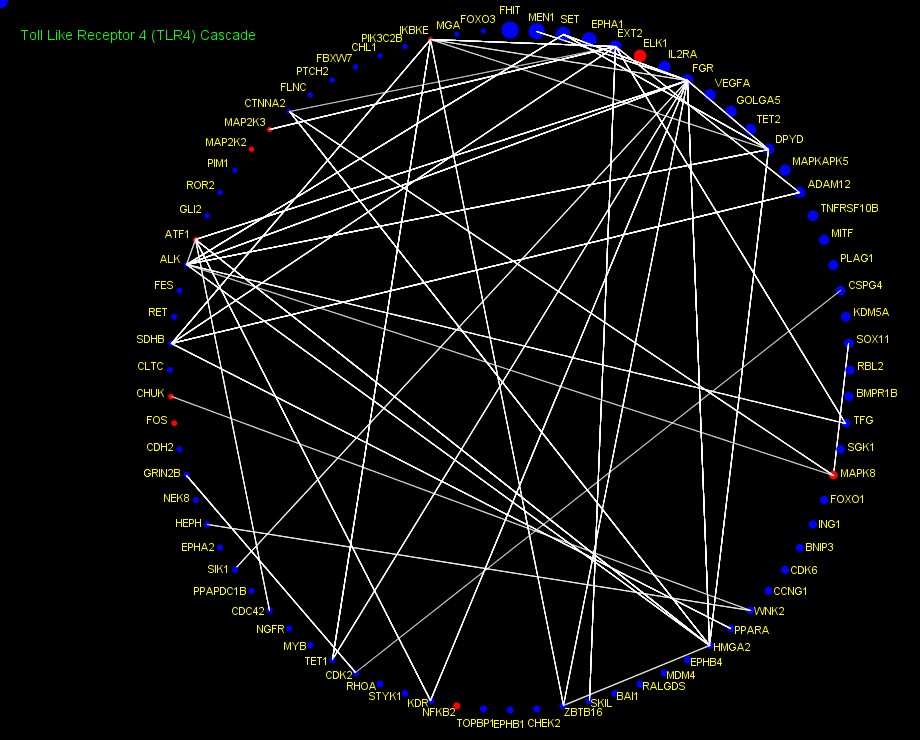 Toll Like Receptor 4 (TLR4) Cascade
FHIT
MEN1
SET
EPHA1
EXT2
ELK1
IL2RA
FGR
VEGFA
GOLGA5
TET2
DPYD
MAPKAPK5
ADAM12
TNFRSF10B
MITF
PLAG1
CSPG4
KDM5A
SOX11
RBL2
BMPR1B
TFG
SGK1
MAPK8
FOXO1
ING1
BNIP3
CDK6
CCNG1
WNK2
PPARA
HMGA2
EPHB4
MDM4
RALGDS
BAI1
SKIL
ZBTB16
CHEK2
EPHB1
TOPBP1
NFKB2
KDR
STYK1
RHOA
CDK2
TET1
MYB
NGFR
CDC42
PPAPDC1B
SIK1
EPHA2
HEPH
NEK8
GRIN2B
CDH2
FOS
CHUK
CLTC
SDHB
RET
FES
ALK
ATF1
GLI2
ROR2
PIM1
MAP2K2
MAP2K3
CTNNA2
FLNC
PTCH2
FBXW7
CHL1
PIK3C2B
IKBKE
MGA
FOXO3